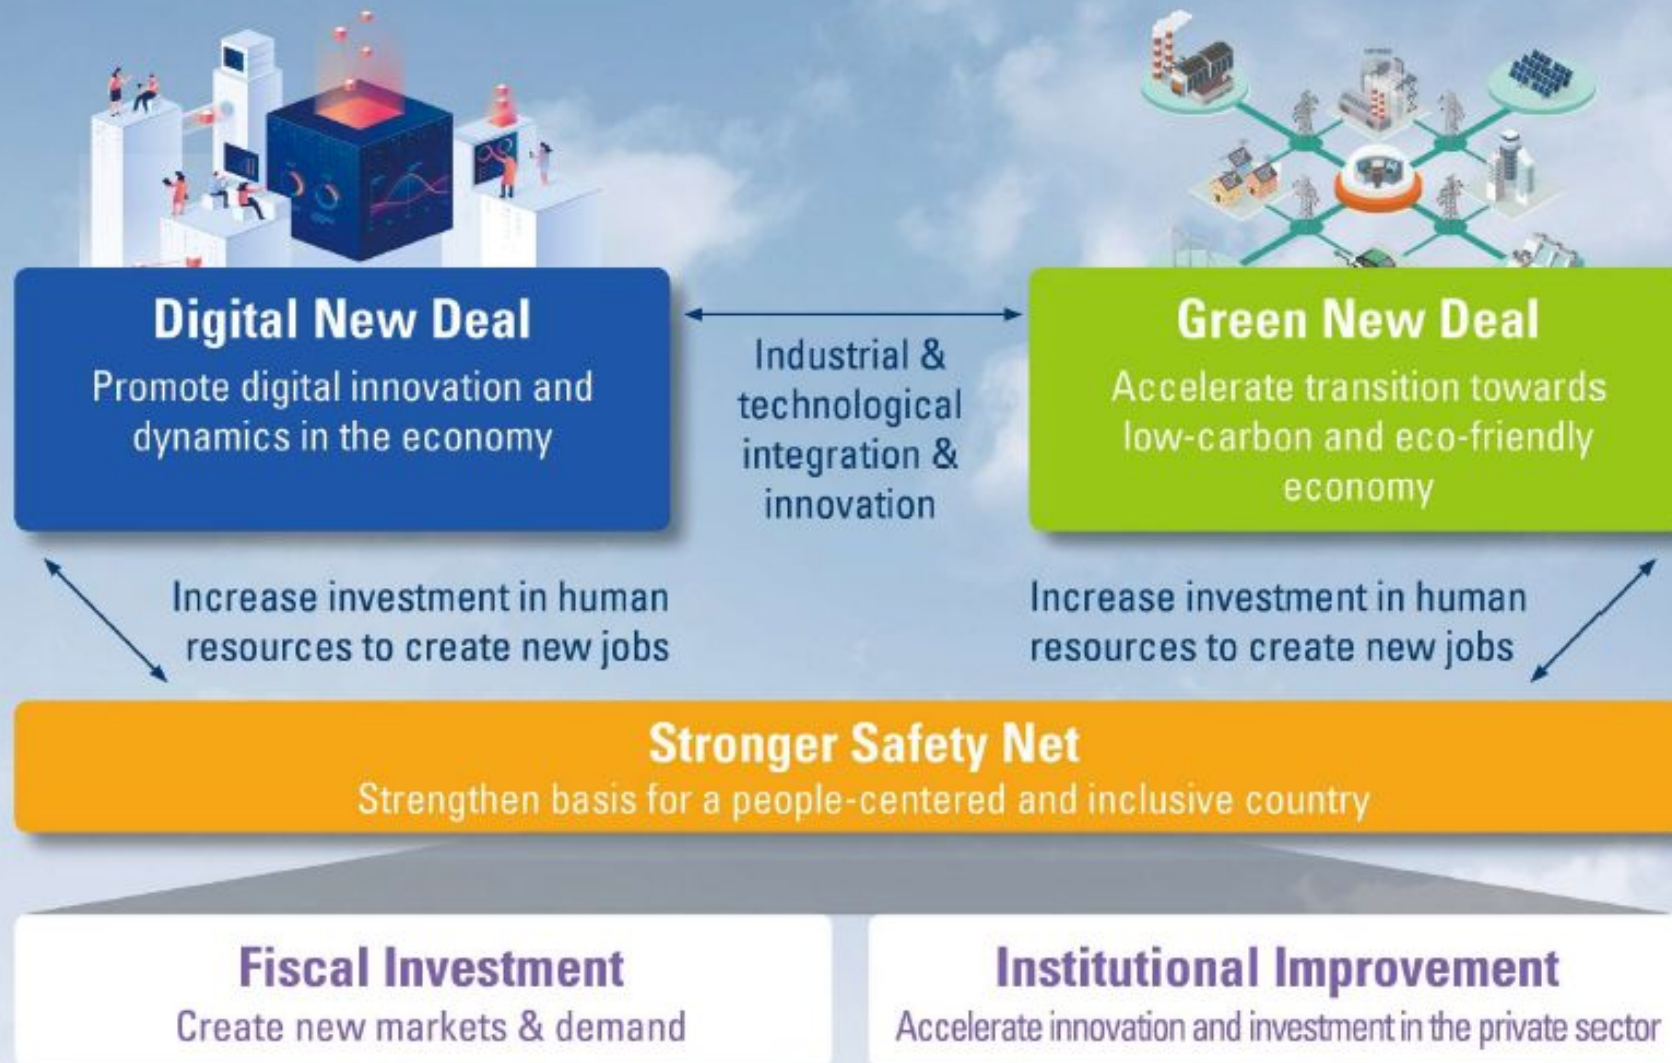 Digital New Deal
Promote digital innovation and
dynamics in the economy
Industrial &
technological
integration &
innovation
Green New Deal
Accelerate transition towards
low-carbon and eco-friendly
economy
Increase investment in human
resources to create new jobs
Increase investment in human
resources to create new jobs
Stronger Safety Net
Strengthen basis for a people-centered and inclusive country
Fiscal Investment
Create new markets & demand
Institutional Improvement
Accelerate innovation and investment in the private sector